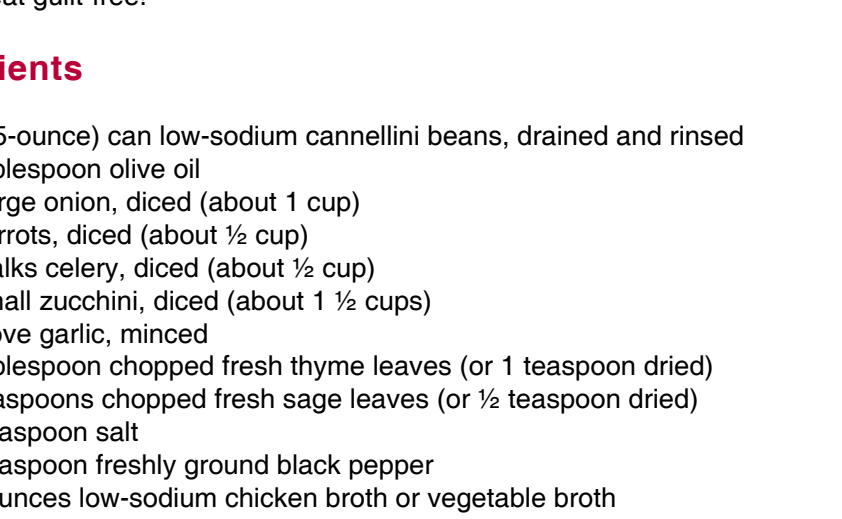 eat guilt free!
ients
5-ounce) can low-sodium cannellini beans, drained and rinsed
blespoon olive oil
rge onion, diced (about 1 cup)
rrots, diced (about ½ cup)
alks celery, diced (about ½ cup)
nall zucchini, diced (about 1 ½ cups)
ove garlic, minced
blespoon chopped fresh thyme leaves (or 1 teaspoon dried)
aspoons chopped fresh sage leaves (or ½ teaspoon dried)
aspoon salt
aspoon freshly ground black pepper
unces low-sodium chicken broth or vegetable broth